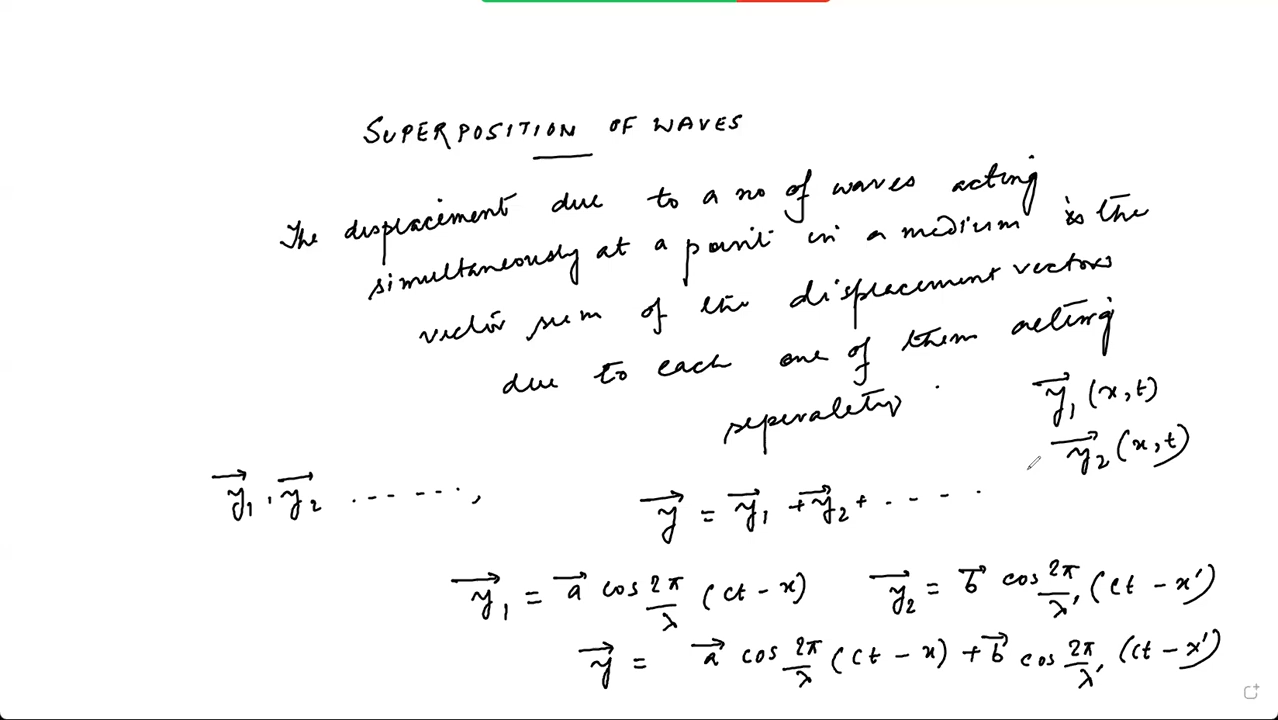 SUPERPOSITION OF WAVES
The displacement due to a no of waves acting
simultaneously at a point in a medium is the
vector sum of the displacement vectors
due to each one of them acting
seperately.
y⃗₁ (x,t)
y⃗₂ (x,t)
y⃗₁, y⃗₂ ........,
y⃗ = y⃗₁ + y⃗₂ + - - - -
y⃗₁ = a⃗ cos 2π/λ (ct - x)
y⃗₂ = b⃗ cos 2π/λ' (ct - x')
y⃗ = a⃗ cos 2π/λ (ct - x) + b⃗ cos 2π/λ' (ct - x')